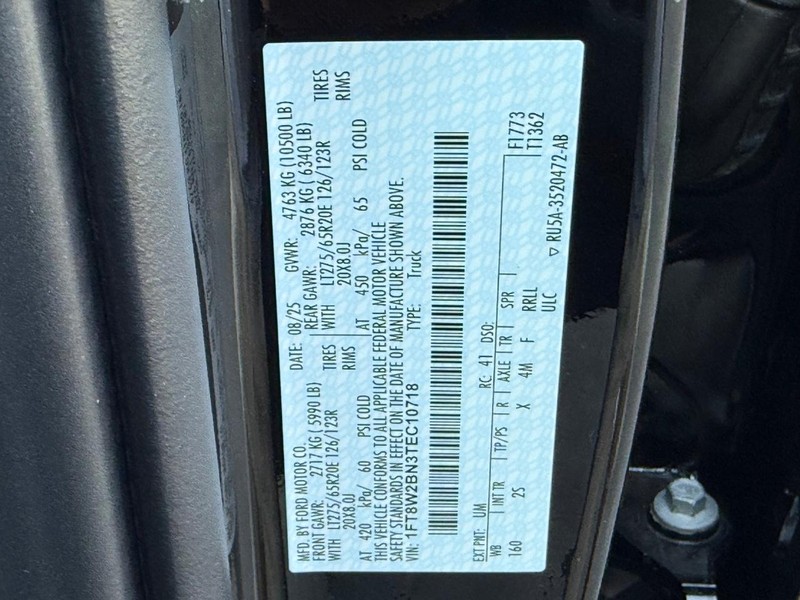 MFD. BY FORD MOTOR CO. DATE: 08/25 GVWR: 4763 KG (10500 LB)
FRONT GAWR: 2717 KG ( 5990 LB) REAR GAWR: 2876 KG ( 6340 LB)
WITH LT275/65R20E 126/123R TIRES WITH LT275/65R20E 126/123R TIRES
20X8.0J RIMS 20X8.0J RIMS
AT 420 kPa/ 60 PSI COLD AT 450 kPa/ 65 PSI COLD
THIS VEHICLE CONFORMS TO ALL APPLICABLE FEDERAL MOTOR VEHICLE
SAFETY STANDARDS IN EFFECT ON THE DATE OF MANUFACTURE SHOWN ABOVE.
VIN: 1FT8W2BN3TEC10718 TYPE: Truck
EXT PNT: UM RC: 41 DSO: F1773
WB INT TR TP/PS R AXLE TR SPR T1362
160 2S X 4M F RRLL
ULC ▽ RU5A-3520472-AB